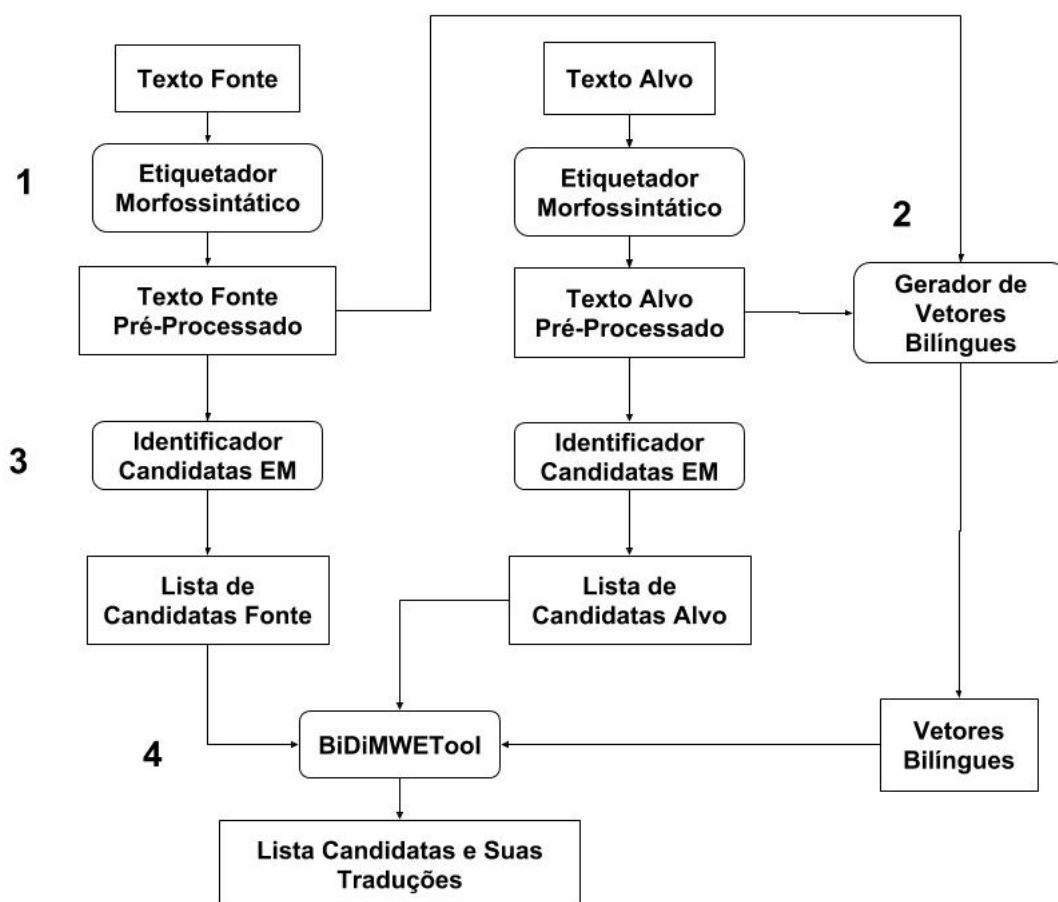 Texto Fonte
Texto Alvo
1
Etiquetador
Morfossintático
Etiquetador
Morfossintático
2
Texto Fonte
Pré-Processado
Texto Alvo
Pré-Processado
Gerador de
Vetores
Bilíngues
3
Identificador
Candidatas EM
Identificador
Candidatas EM
Lista de
Candidatas Fonte
Lista de
Candidatas Alvo
4
BiDiMWETool
Vetores
Bilíngues
Lista Candidatas e Suas
Traduções